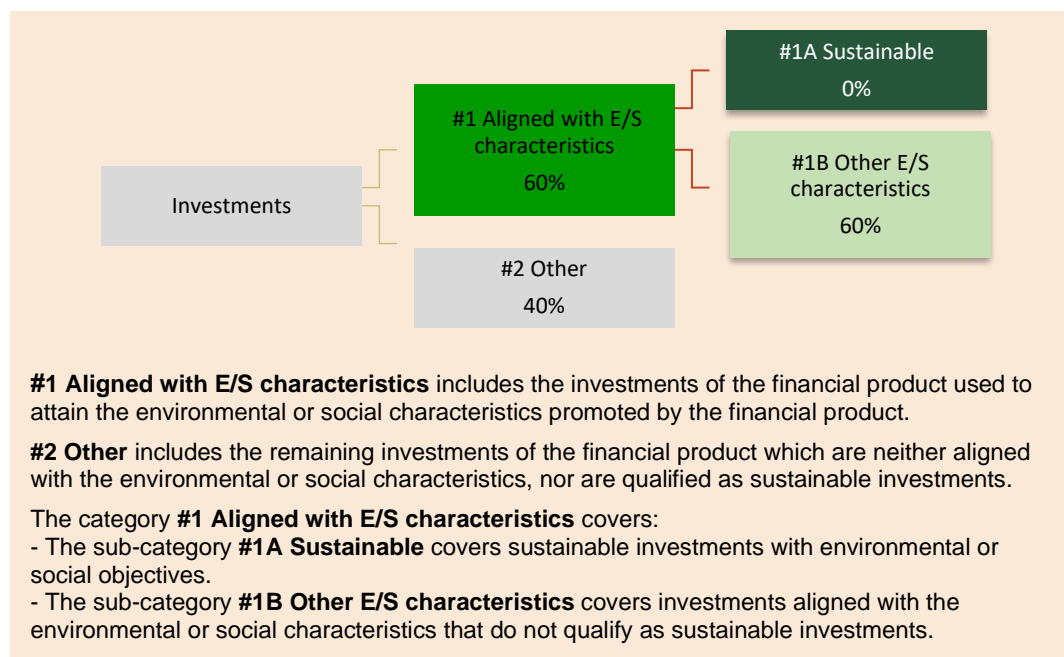 #1A Sustainable
0%
#1 Aligned with E/S
characteristics
60%
#1B Other E/S
characteristics
60%
Investments
#2 Other
40%
#1 Aligned with E/S characteristics includes the investments of the financial product used to
attain the environmental or social characteristics promoted by the financial product.
#2 Other includes the remaining investments of the financial product which are neither aligned
with the environmental or social characteristics, nor are qualified as sustainable investments.
The category #1 Aligned with E/S characteristics covers:
- The sub-category #1A Sustainable covers sustainable investments with environmental or
social objectives.
- The sub-category #1B Other E/S characteristics covers investments aligned with the
environmental or social characteristics that do not qualify as sustainable investments.